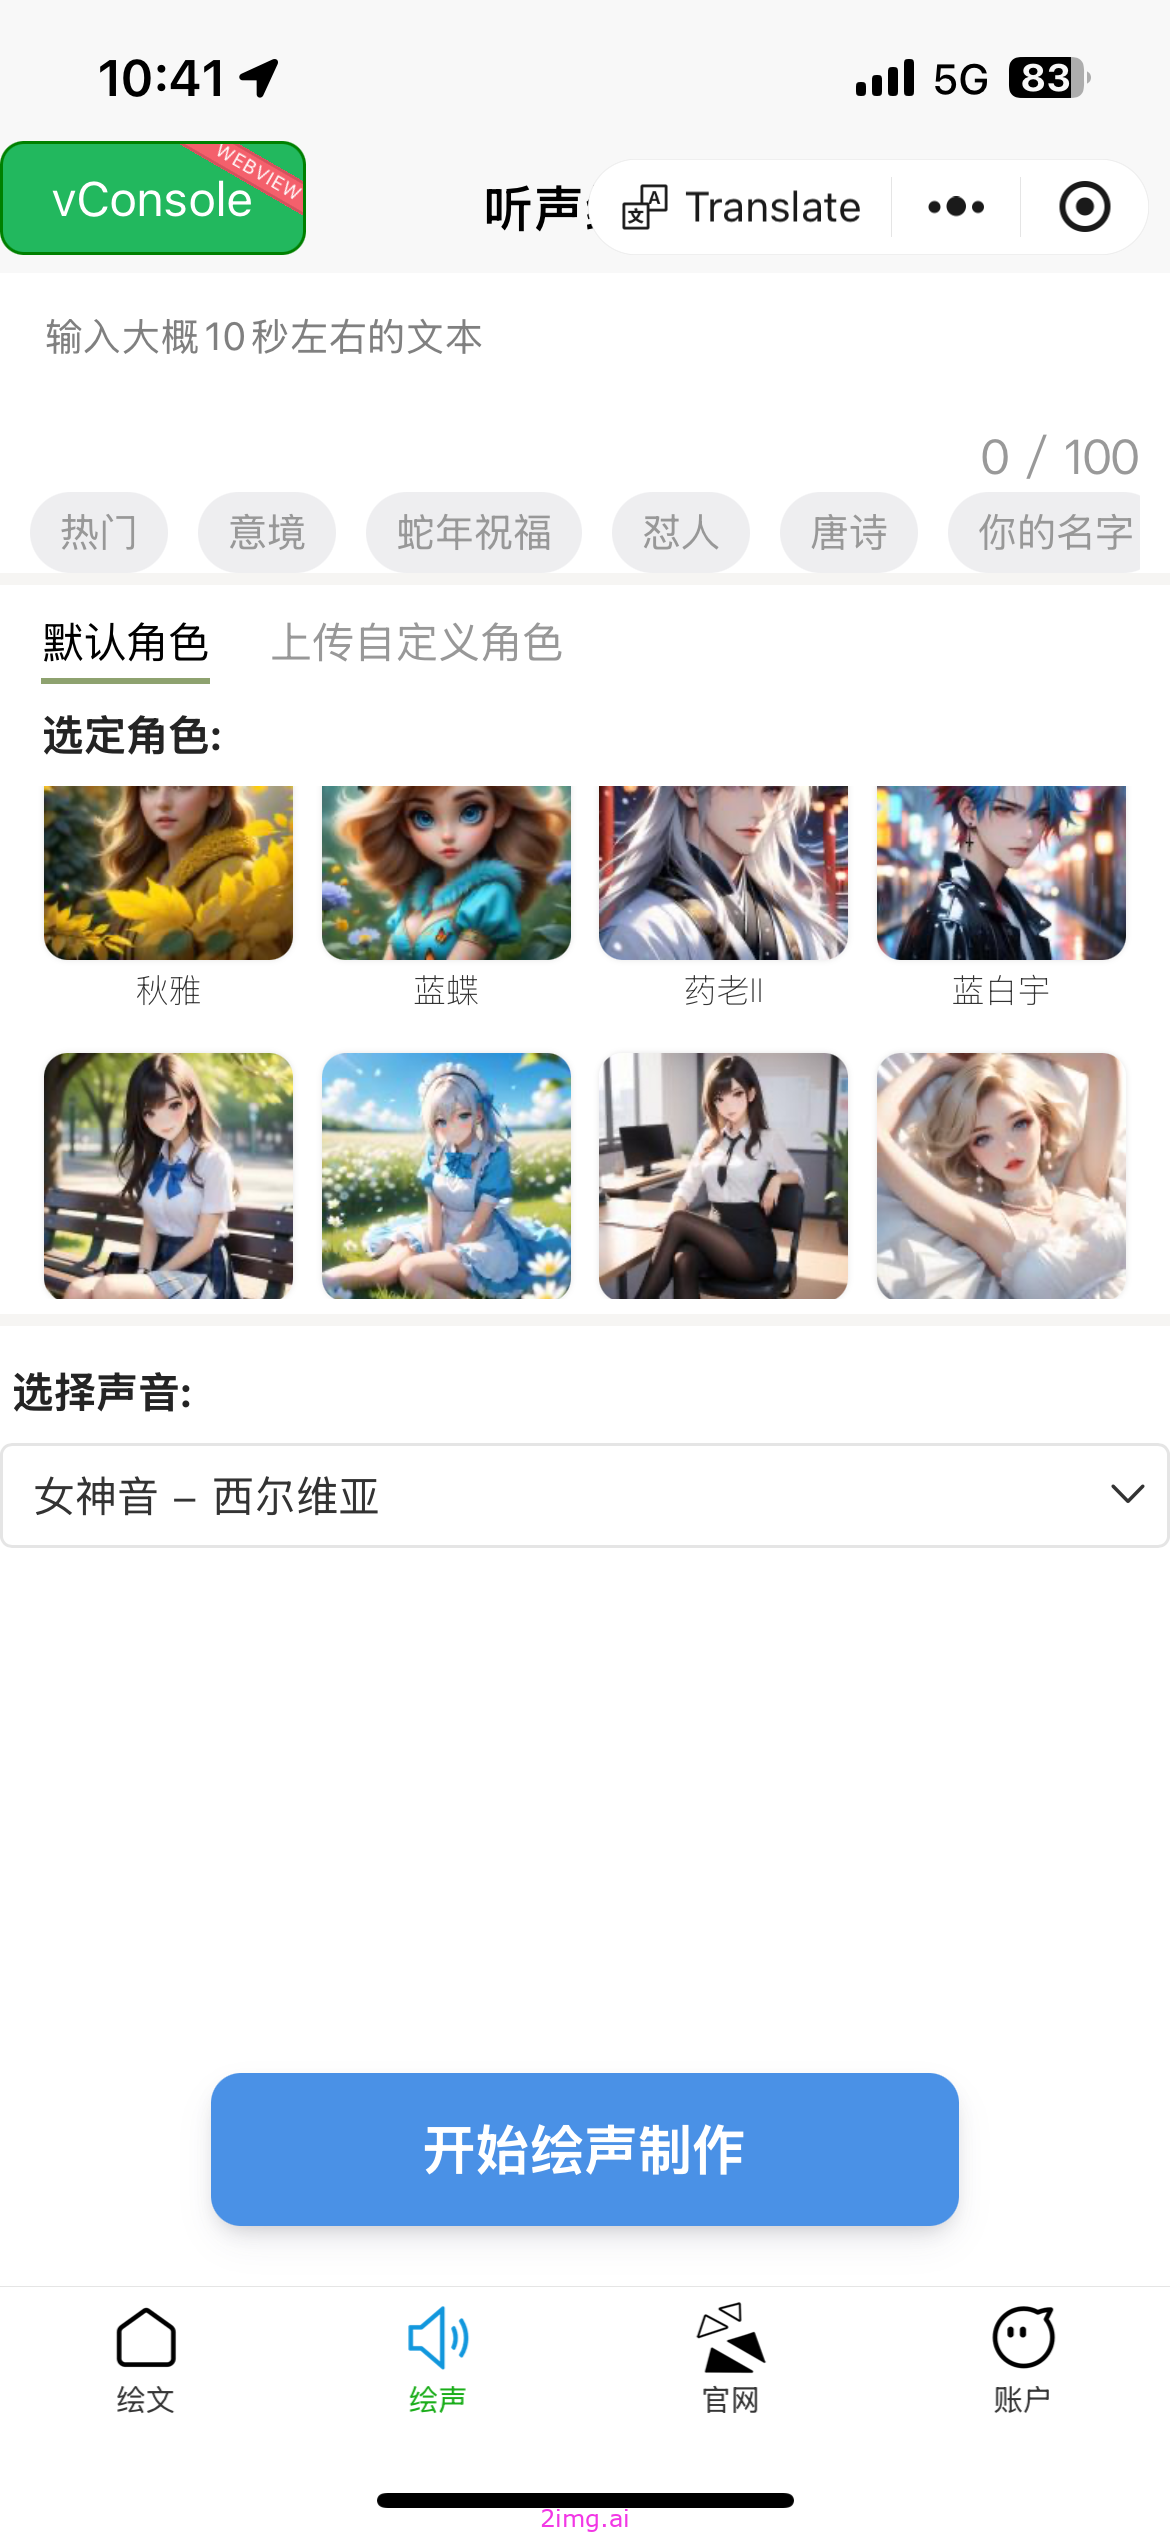 10:41
5G 83
vConsole
WEBVIEW
听声
Translate
输入大概10秒左右的文本
0 / 100
热门 意境 蛇年祝福 怼人 唐诗 你的名字
默认角色 上传自定义角色
选定角色:
秋雅 蓝蝶 药老II 蓝白宇
选择声音:
女神音 – 西尔维亚
开始绘声制作
绘文 绘声 官网 账户
2img.ai